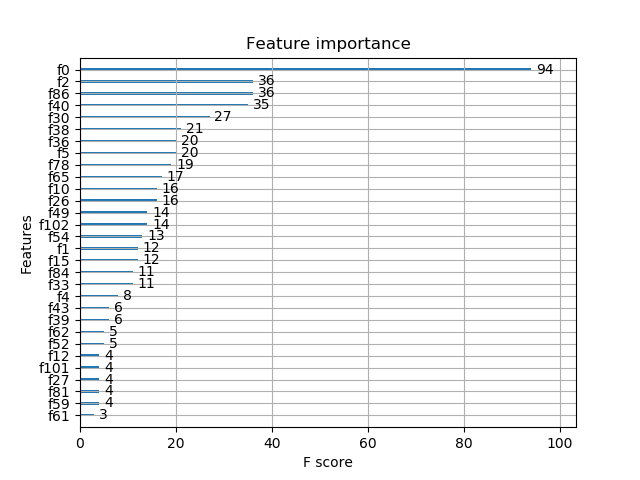 Feature importance
f0 94
f2 36
f86 36
f40 35
f30 27
f38 21
f36 20
f5 20
f78 19
f65 17
f10 16
f26 16
f49 14
f102 14
f54 13
f1 12
f15 12
f84 11
f33 11
f4 8
f43 6
f39 6
f62 5
f52 5
f12 4
f101 4
f27 4
f81 4
f59 4
f61 3
Features
0 20 40 60 80 100
F score